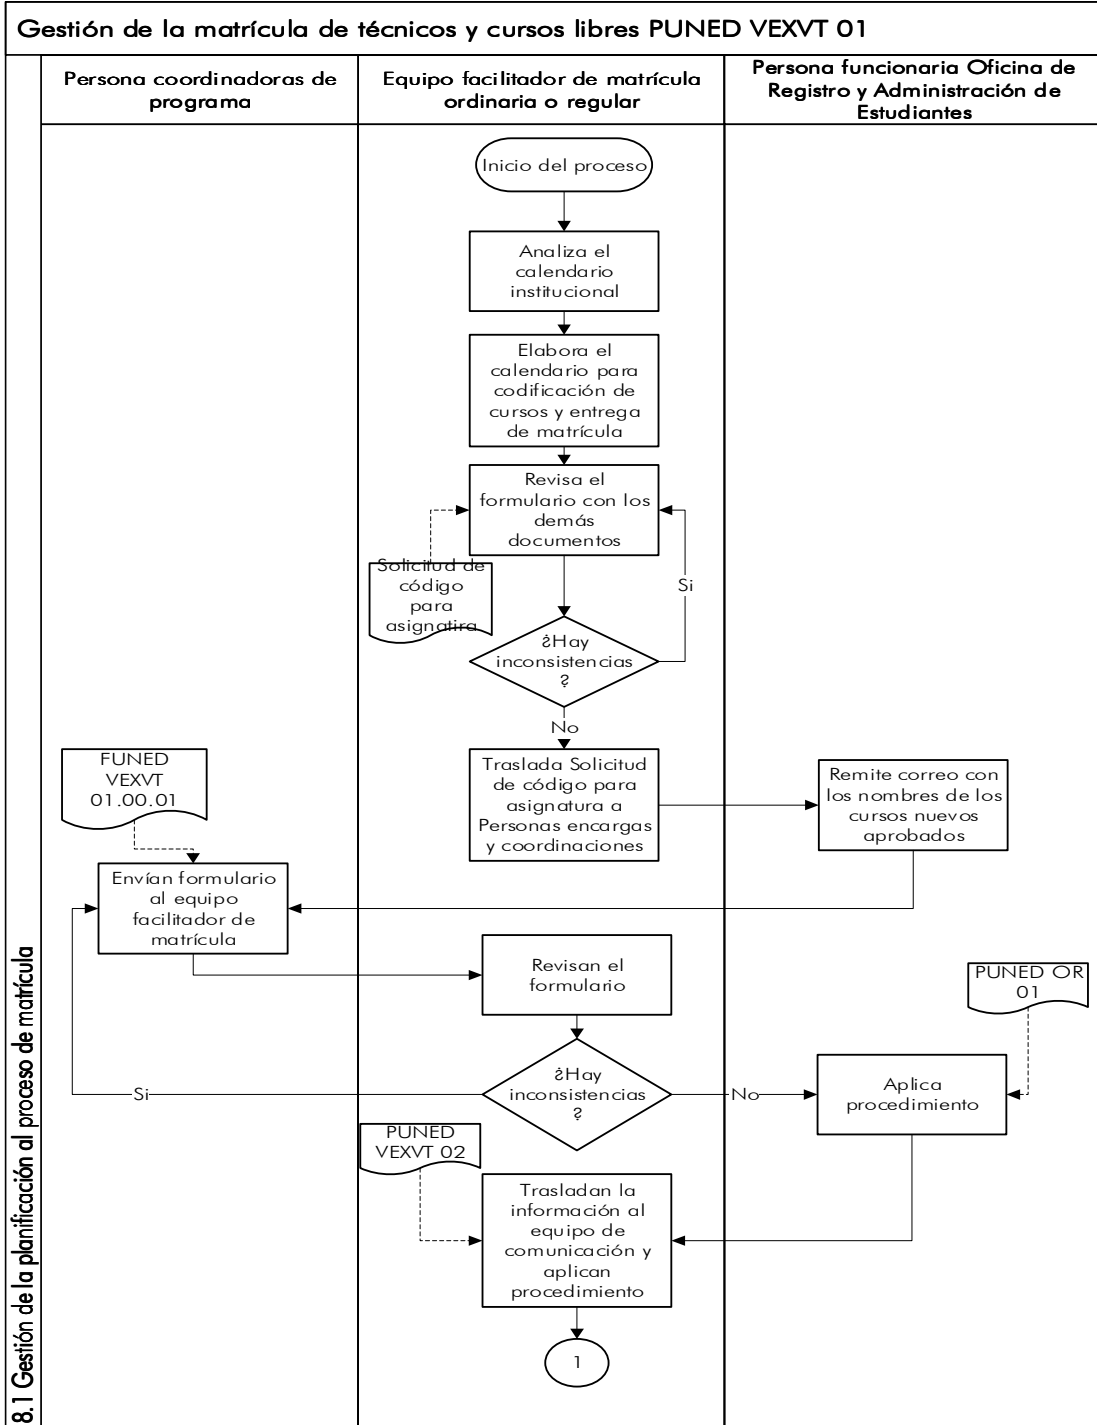 Gestión de la matrícula de técnicos y cursos libres PUNED VEXVT 01
Persona coordinadoras de
programa
Equipo facilitador de matrícula
ordinaria o regular
Persona funcionaria Oficina de
Registro y Administración de
Estudiantes
8.1 Gestión de la planificación al proceso de matrícula
Inicio del proceso
Analiza el
calendario
institucional
Elabora el
calendario para
codificación de
cursos y entrega
de matrícula
Revisa el
formulario con los
demás
documentos
Solicitud de
código
para
asignatira
Si
¿Hay
inconsistencias
?
No
Traslada Solicitud
de código para
asignatura a
Personas encargas
y coordinaciones
Remite correo con
los nombres de los
cursos nuevos
aprobados
FUNED
VEXVT
01.00.01
Envían formulario
al equipo
facilitador de
matrícula
Revisan el
formulario
PUNED OR
01
¿Hay
inconsistencias
?
Si
No
Aplica
procedimiento
PUNED
VEXVT 02
Trasladan la
información al
equipo de
comunicación y
aplican
procedimiento
1